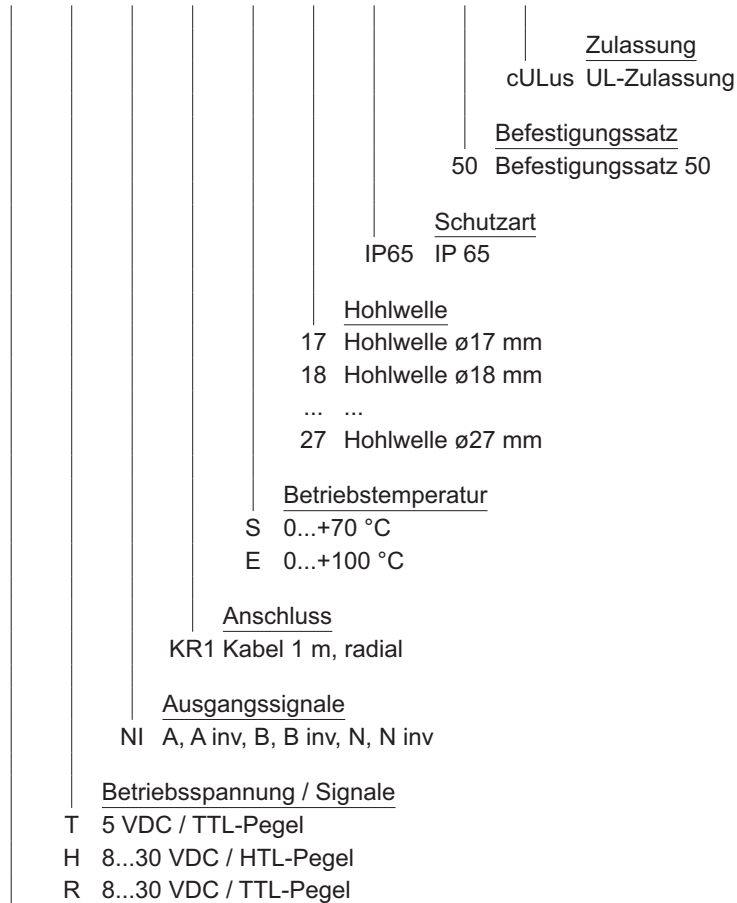 Zulassung
cULus UL-Zulassung
Befestigungssatz
50 Befestigungssatz 50
Schutzart
IP65 IP 65
Hohlwelle
17 Hohlwelle ø17 mm
18 Hohlwelle ø18 mm
... ...
27 Hohlwelle ø27 mm
Betriebstemperatur
S 0...+70 °C
E 0...+100 °C
Anschluss
KR1 Kabel 1 m, radial
Ausgangssignale
NI A, A inv, B, B inv, N, N inv
Betriebsspannung / Signale
T 5 VDC / TTL-Pegel
H 8...30 VDC / HTL-Pegel
R 8...30 VDC / TTL-Pegel